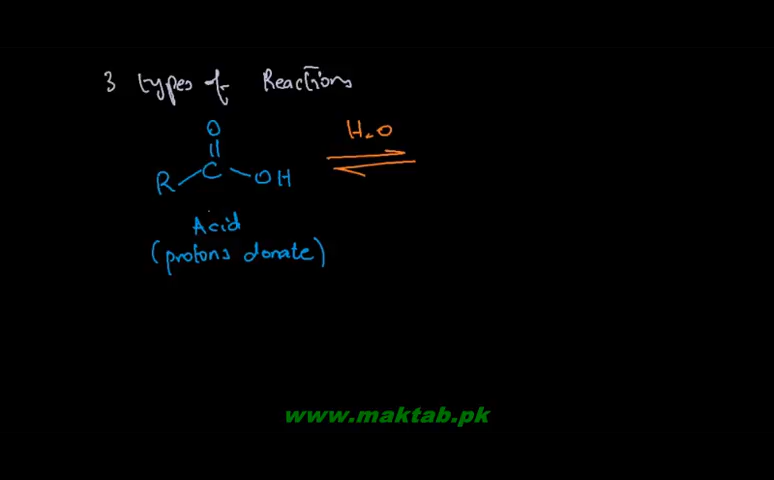 3 Types of Reactions
O
H2O
C
R
OH
Acid
(protons donate)
www.maktab.pk